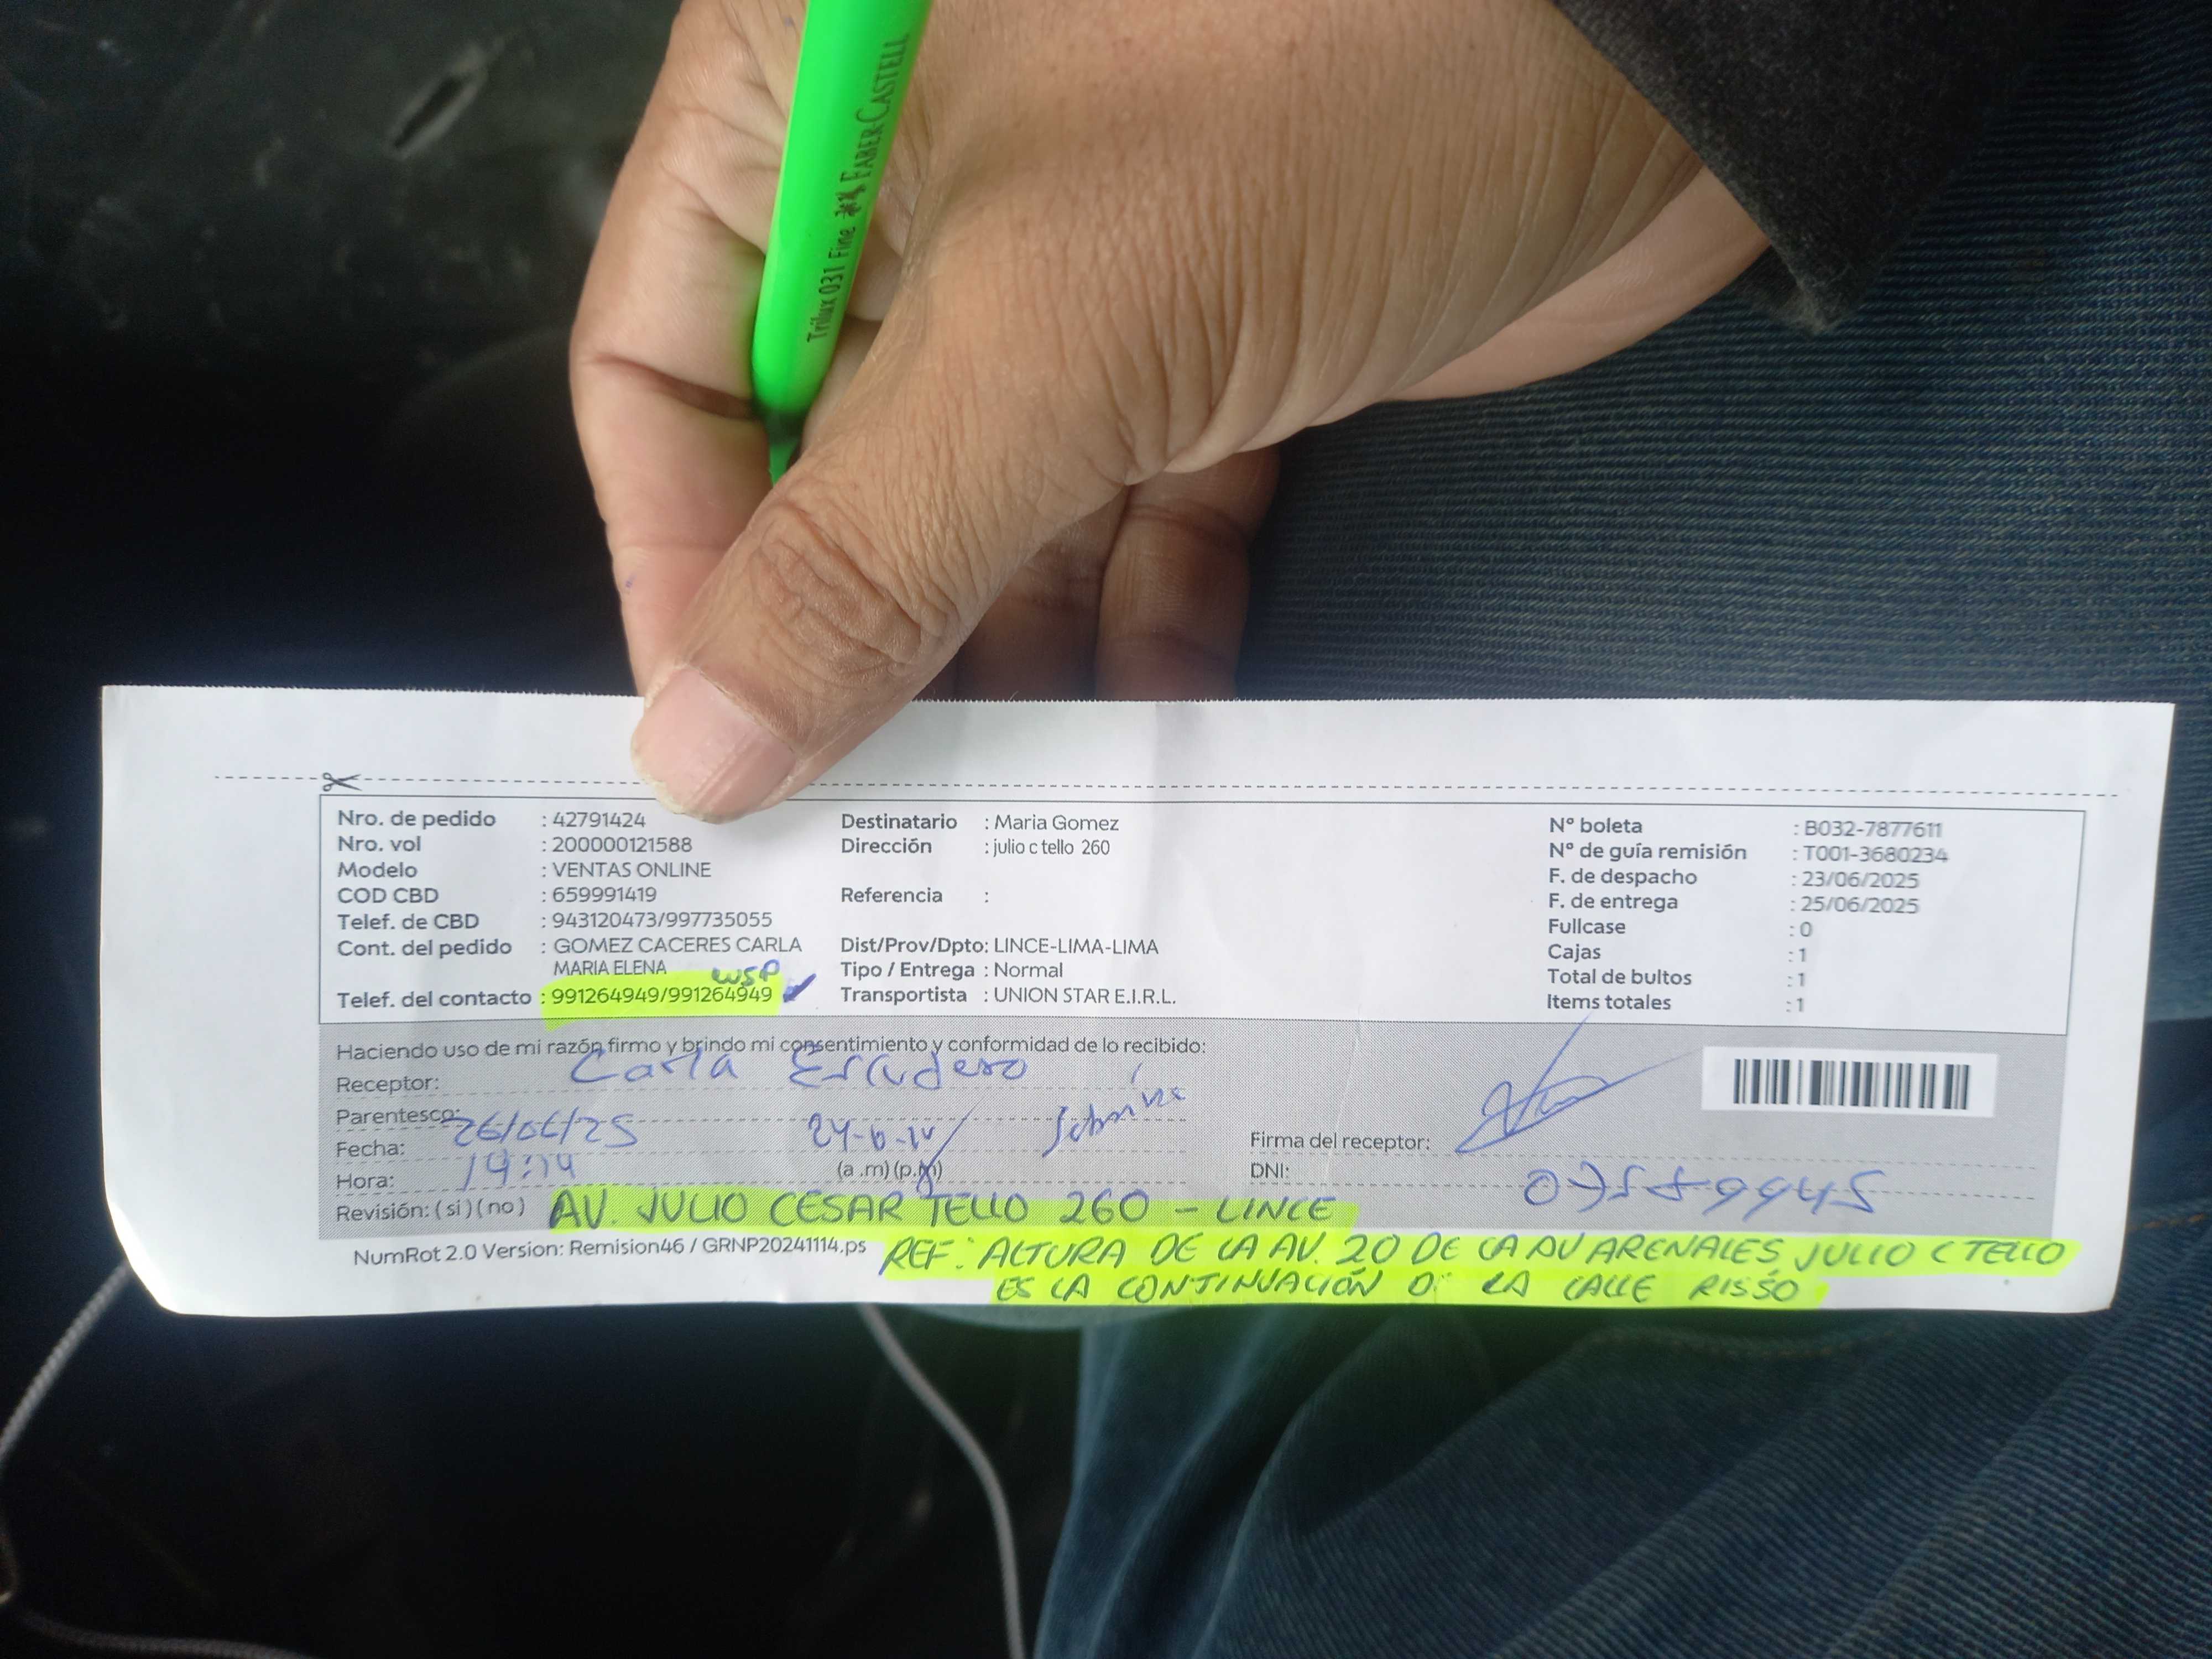 Trilux 031 Fine FABER-CASTELL
Nro. de pedido : 42791424
Nro. vol : 200000121588
Modelo : VENTAS ONLINE
COD CBD : 659991419
Telef. de CBD : 943120473/997735055
Cont. del pedido : GOMEZ CACERES CARLA
MARIA ELENA
WSP
Telef. del contacto : 991264949/991264949
Destinatario : Maria Gomez
Dirección : julio c tello 260
Referencia :
Dist/Prov/Dpto: LINCE-LIMA-LIMA
Tipo / Entrega : Normal
Transportista : UNION STAR E.I.R.L.
N° boleta : B032-7877611
N° de guía remisión : T001-3680234
F. de despacho : 23/06/2025
F. de entrega : 25/06/2025
Fullcase : 0
Cajas : 1
Total de bultos : 1
Items totales : 1
Haciendo uso de mi razón firmo y brindo mi consentimiento y conformidad de lo recibido:
Receptor: Carla Escudero
Parentesco:
Fecha: 26/06/25
Hora: 14:14 (a .m) (p.m)
Firma del receptor:
DNI:
Revisión: ( si ) ( no ) AV. JULIO CESAR TELLO 260 - LINCE
NumRot 2.0 Version: Remision46 / GRNP20241114.ps
REF: ALTURA DE LA AV. 20 DE LA AV ARENALES, JULIO C TELLO
ES LA CONTINUACIÓN D LA CALLE RISSO